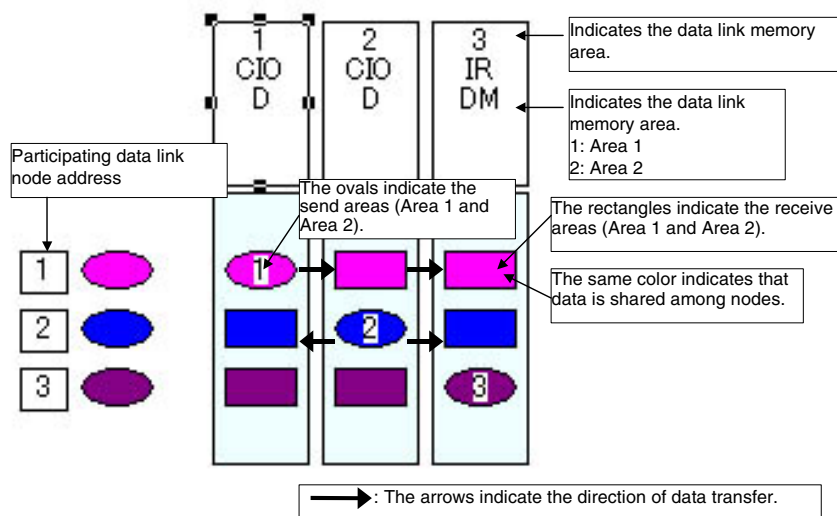 1
CIO
D
2
CIO
D
3
IR
DM
Indicates the data link memory
area.
Indicates the data link
memory area.
1: Area 1
2: Area 2
Participating data link
node address
The ovals indicate the
send areas (Area 1 and
Area 2).
The rectangles indicate the receive
areas (Area 1 and Area 2).
The same color indicates that
data is shared among nodes.
1
1
2
2
3
3
: The arrows indicate the direction of data transfer.